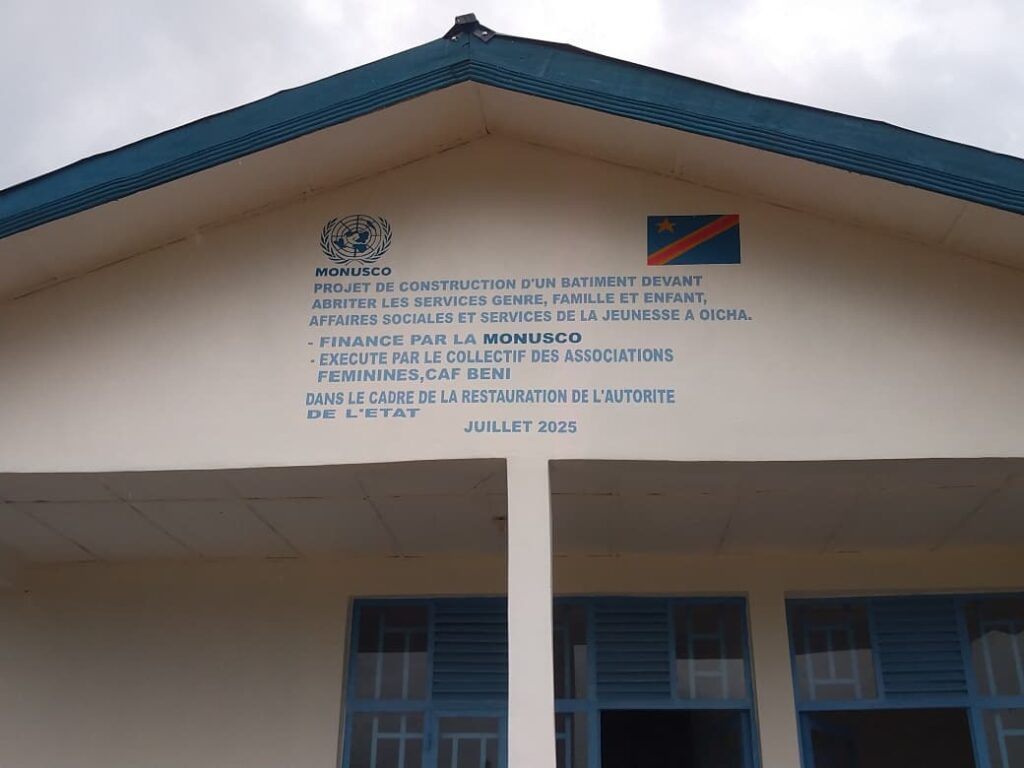 MONUSCO
PROJET DE CONSTRUCTION D'UN BATIMENT DEVANT
ABRITER LES SERVICES GENRE, FAMILLE ET ENFANT,
AFFAIRES SOCIALES ET SERVICES DE LA JEUNESSE A OICHA.
- FINANCE PAR LA MONUSCO
- EXECUTE PAR LE COLLECTIF DES ASSOCIATIONS
FEMININES,CAF BENI
DANS LE CADRE DE LA RESTAURATION DE L'AUTORITE
DE L'ETAT
JUILLET 2025